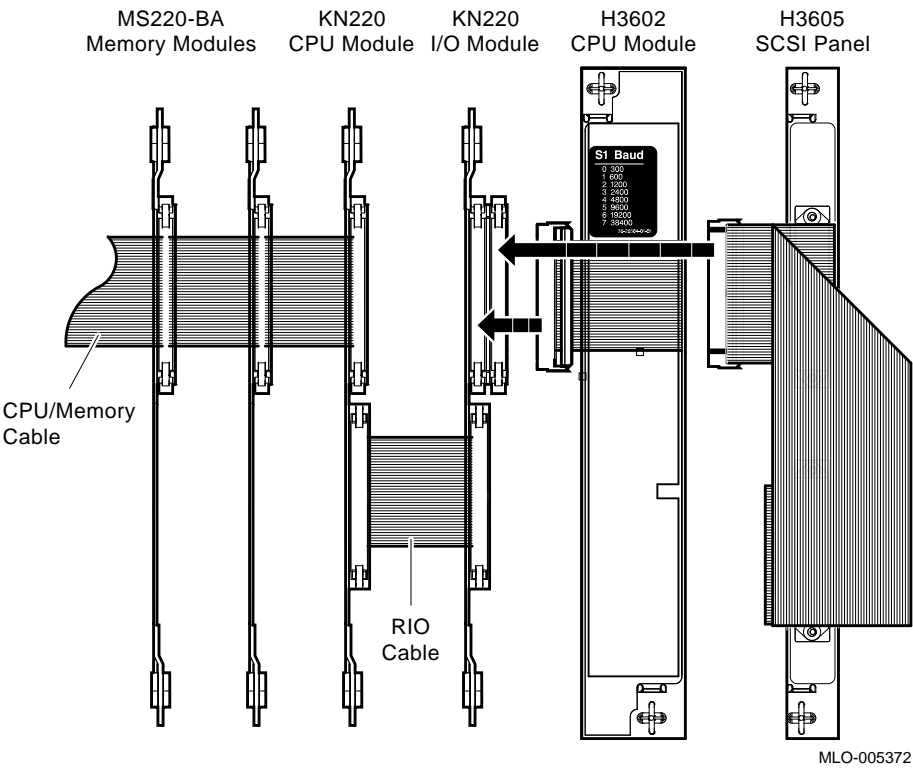 MS220-BA
Memory Modules
KN220
CPU Module
KN220
I/O Module
H3602
CPU Module
H3605
SCSI Panel
S1 Baud
0 300
1 600
2 1200
3 2400
4 4800
5 9600
6 19200
7 38400
CPU/Memory
Cable
RIO
Cable
MLO-005372